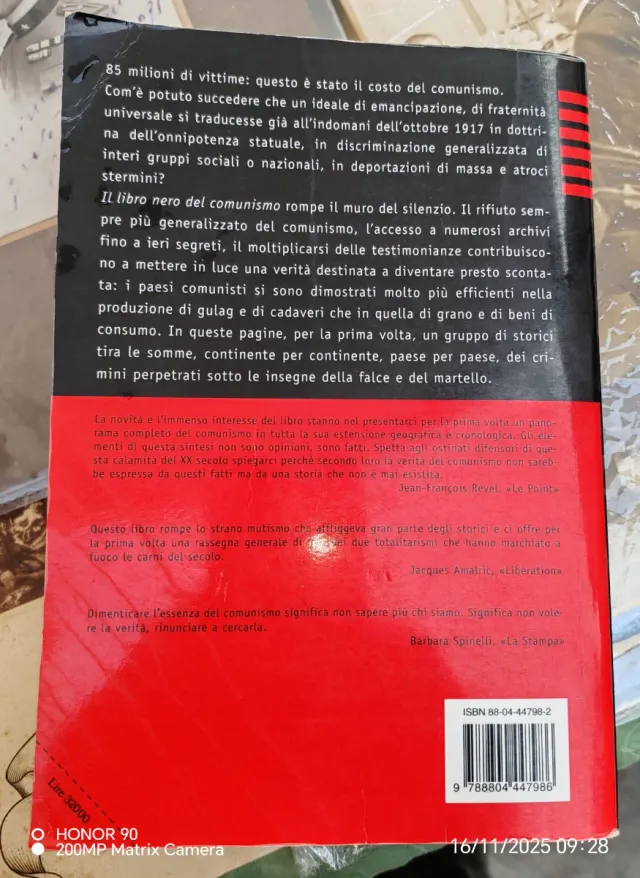 85 milioni di vittime: questo è stato il costo del comunismo.
Com'è potuto succedere che un ideale di emancipazione, di fraternità
universale si traducesse già all'indomani dell'ottobre 1917 in dottri-
na dell'onnipotenza statuale, in discriminazione generalizzata di
interi gruppi sociali o nazionali, in deportazioni di massa e atroci
stermini?
Il libro nero del comunismo rompe il muro del silenzio. Il rifiuto sem-
pre più generalizzato del comunismo, l'accesso a numerosi archivi
fino a ieri segreti, il moltiplicarsi delle testimonianze contribuisco-
no a mettere in luce una verità destinata a diventare presto sconta-
ta: i paesi comunisti si sono dimostrati molto più efficienti nella
produzione di gulag e di cadaveri che in quella di grano e di beni di
consumo. In queste pagine, per la prima volta, un gruppo di storici
tira le somme, continente per continente, paese per paese, dei cri-
mini perpetrati sotto le insegne della falce e del martello.
La novità e l'immenso interesse del libro stanno nel presentarci per la prima volta un pano-
rama completo del comunismo in tutta la sua estensione geografica e cronologica. Gli ele-
menti di questa sintesi non sono opinioni, sono fatti. Spetta agli ostinati difensori di que-
sta calamità del XX secolo spiegarci perché secondo loro la verità del comunismo non sareb-
be espressa da questi fatti ma da una storia che non è mai esistita.
Jean-François Revel, «Le Point»
Questo libro rompe lo strano mutismo che affliggeva gran parte degli storici e ci offre per
la prima volta una rassegna generale di dei due totalitarismi che hanno marchiato a
fuoco le carni del secolo.
Jacques Amalric, «Libération»
Dimenticare l'essenza del comunismo significa non sapere più chi siamo. Significa non vole-
re la verità, rinunciare a cercarla.
Barbara Spinelli, «La Stampa»
ISBN 88-04-44798-2
9 788804 447986
Lire 32000
HONOR 90
200MP Matrix Camera
16/11/2025 09:28